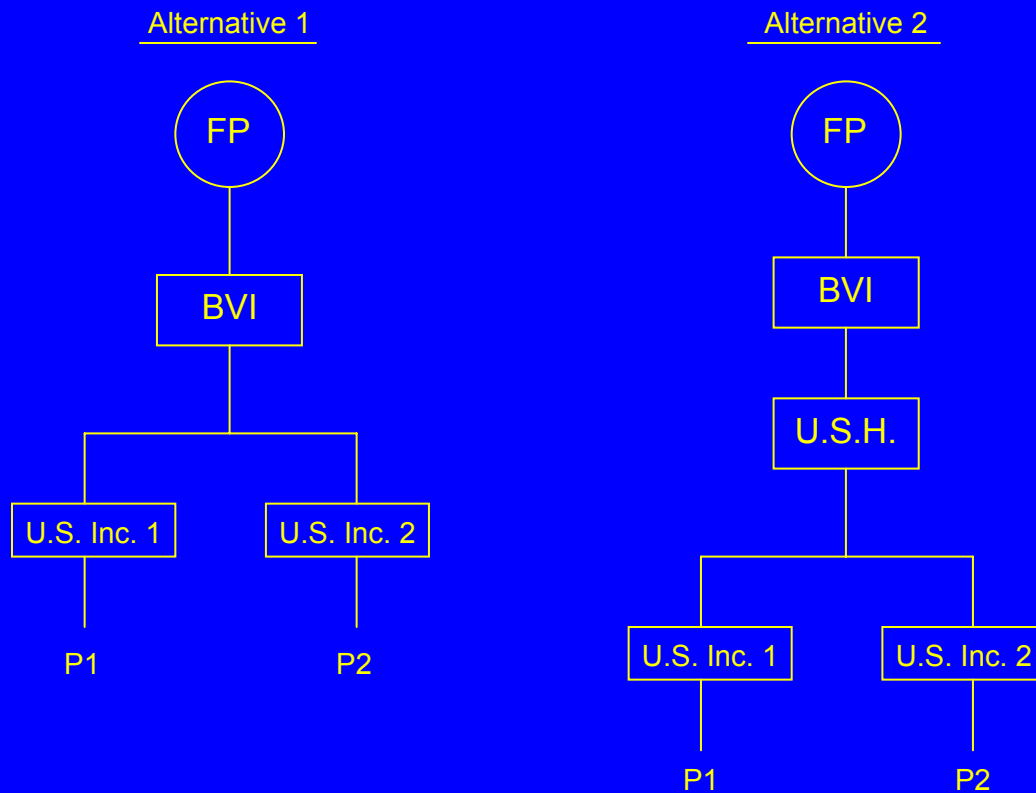 Alternative 1
FP
BVI
U.S. Inc. 1
U.S. Inc. 2
P1
P2
Alternative 2
FP
BVI
U.S.H.
U.S. Inc. 1
U.S. Inc. 2
P1
P2